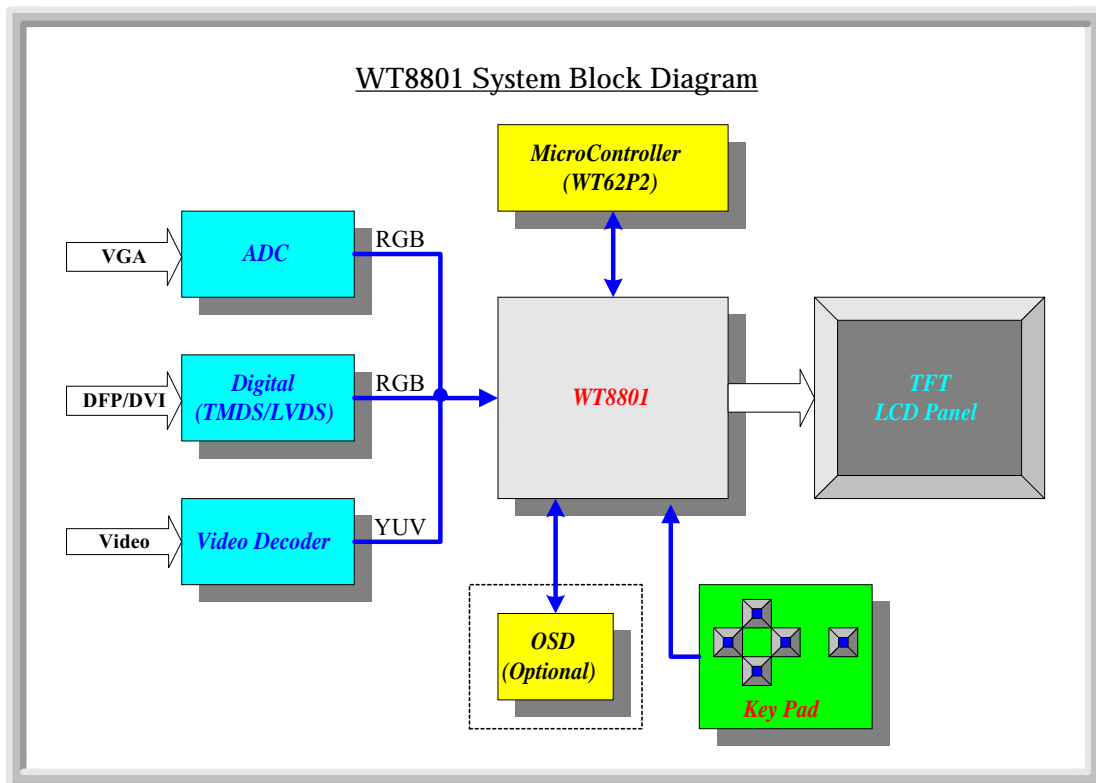 WT8801 System Block Diagram
MicroController
(WT62P2)
VGA
ADC
RGB
DFP/DVI
Digital
(TMDS/LVDS)
RGB
WT8801
TFT
LCD Panel
Video
Video Decoder
YUV
OSD
(Optional)
Key Pad